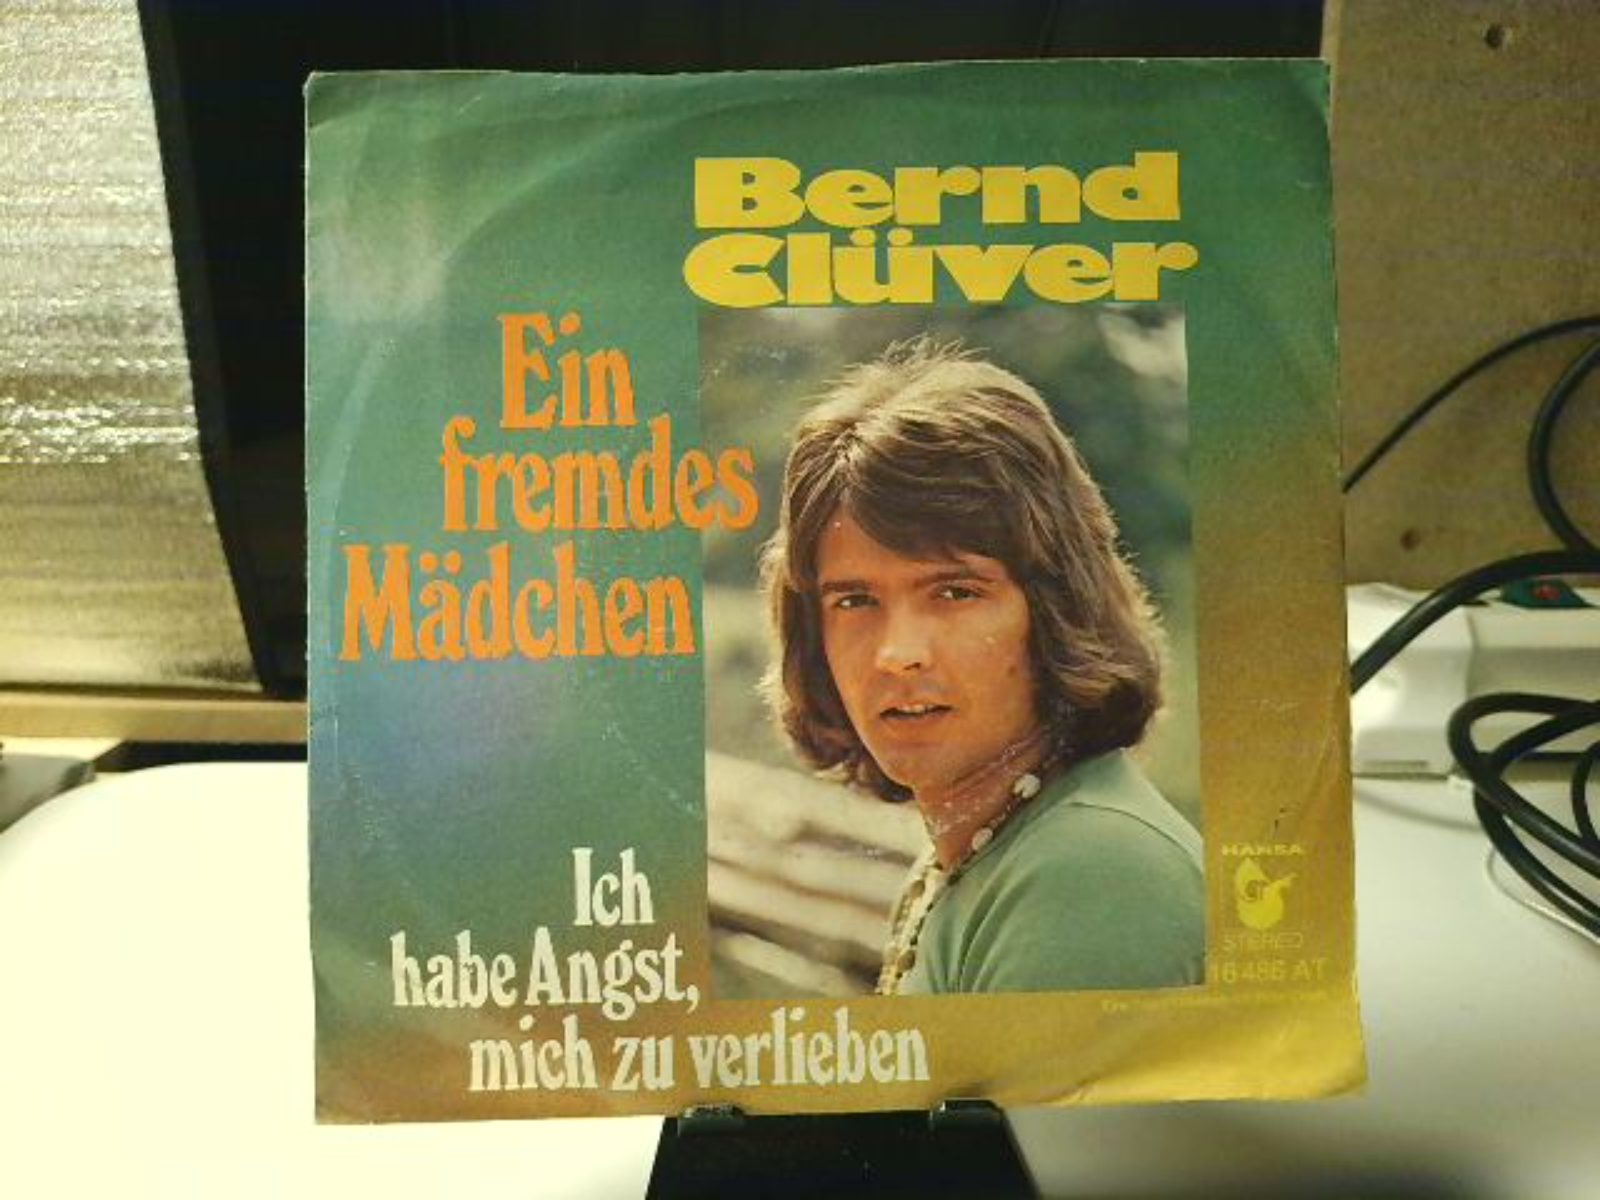 Bernd
Clüver
Ein
fremdes
Mädchen
Ich
habe Angst,
mich zu verlieben
HANSA
STEREO
16 486 AT